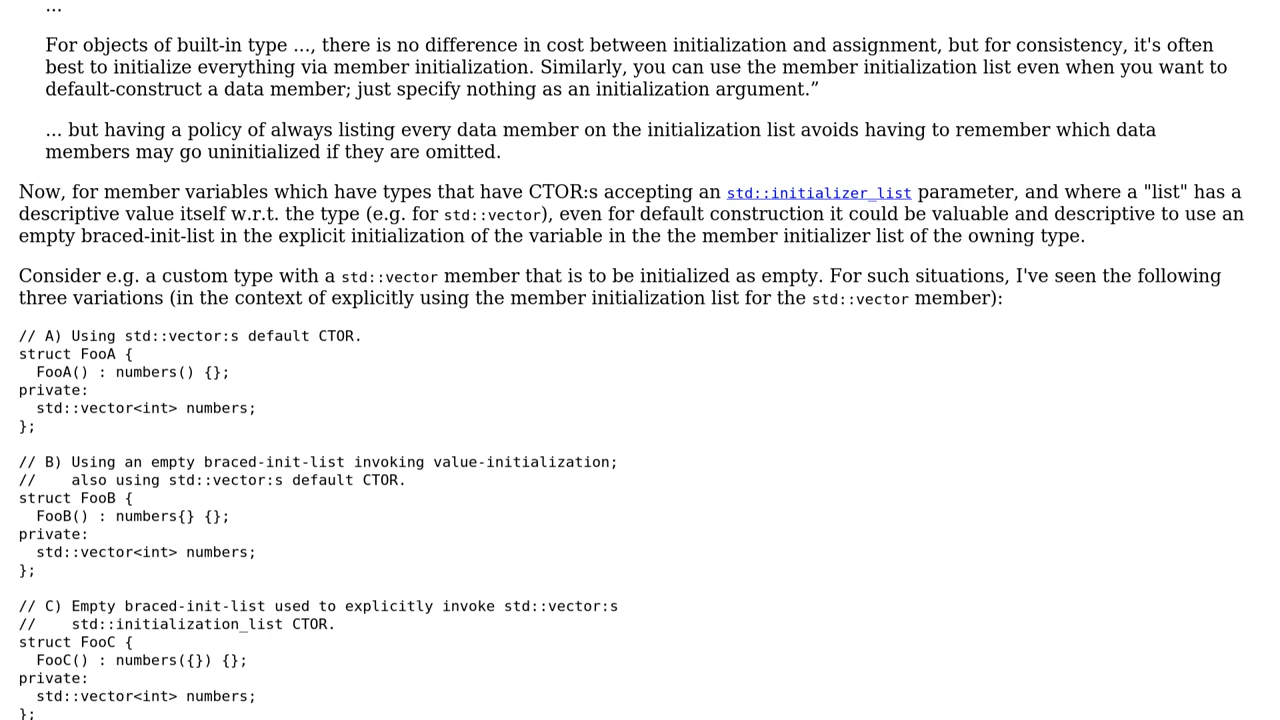 ...
For objects of built-in type ..., there is no difference in cost between initialization and assignment, but for consistency, it's often
best to initialize everything via member initialization. Similarly, you can use the member initialization list even when you want to
default-construct a data member; just specify nothing as an initialization argument.”
... but having a policy of always listing every data member on the initialization list avoids having to remember which data
members may go uninitialized if they are omitted.
Now, for member variables which have types that have CTOR:s accepting an std::initializer_list parameter, and where a "list" has a
descriptive value itself w.r.t. the type (e.g. for std::vector), even for default construction it could be valuable and descriptive to use an
empty braced-init-list in the explicit initialization of the variable in the the member initializer list of the owning type.
Consider e.g. a custom type with a std::vector member that is to be initialized as empty. For such situations, I've seen the following
three variations (in the context of explicitly using the member initialization list for the std::vector member):
// A) Using std::vector:s default CTOR.
struct FooA {
  FooA() : numbers() {};
private:
  std::vector<int> numbers;
};
// B) Using an empty braced-init-list invoking value-initialization;
//    also using std::vector:s default CTOR.
struct FooB {
  FooB() : numbers{} {};
private:
  std::vector<int> numbers;
};
// C) Empty braced-init-list used to explicitly invoke std::vector:s
//    std::initialization_list CTOR.
struct FooC {
  FooC() : numbers({}) {};
private:
  std::vector<int> numbers;
};